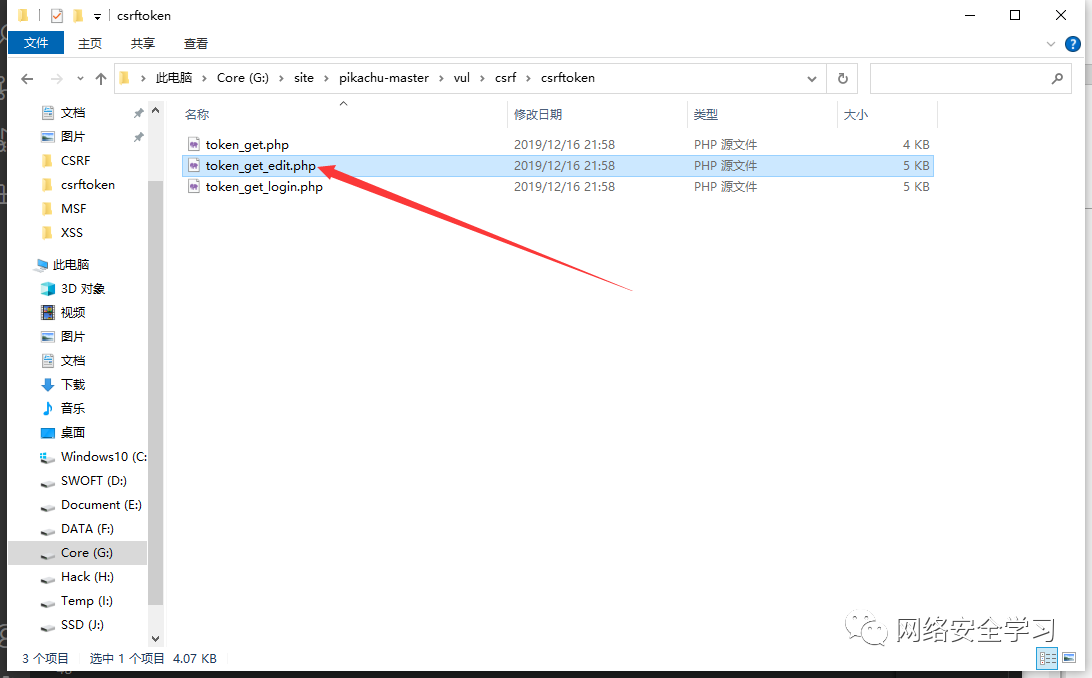 csrftoken
文件 主页 共享 查看
此电脑 Core (G:) site pikachu-master vul csrf csrftoken
名称 修改日期 类型 大小
token_get.php 2019/12/16 21:58 PHP 源文件 4 KB
token_get_edit.php 2019/12/16 21:58 PHP 源文件 5 KB
token_get_login.php 2019/12/16 21:58 PHP 源文件 5 KB
文档
图片
CSRF
csrftoken
MSF
XSS
此电脑
3D 对象
视频
图片
文档
下载
音乐
桌面
Windows10 (C:
SWOFT (D:)
Document (E:)
DATA (F:)
Core (G:)
Hack (H:)
Temp (I:)
SSD (J:)
网络安全学习
3 个项目 选中 1 个项目 4.07 KB